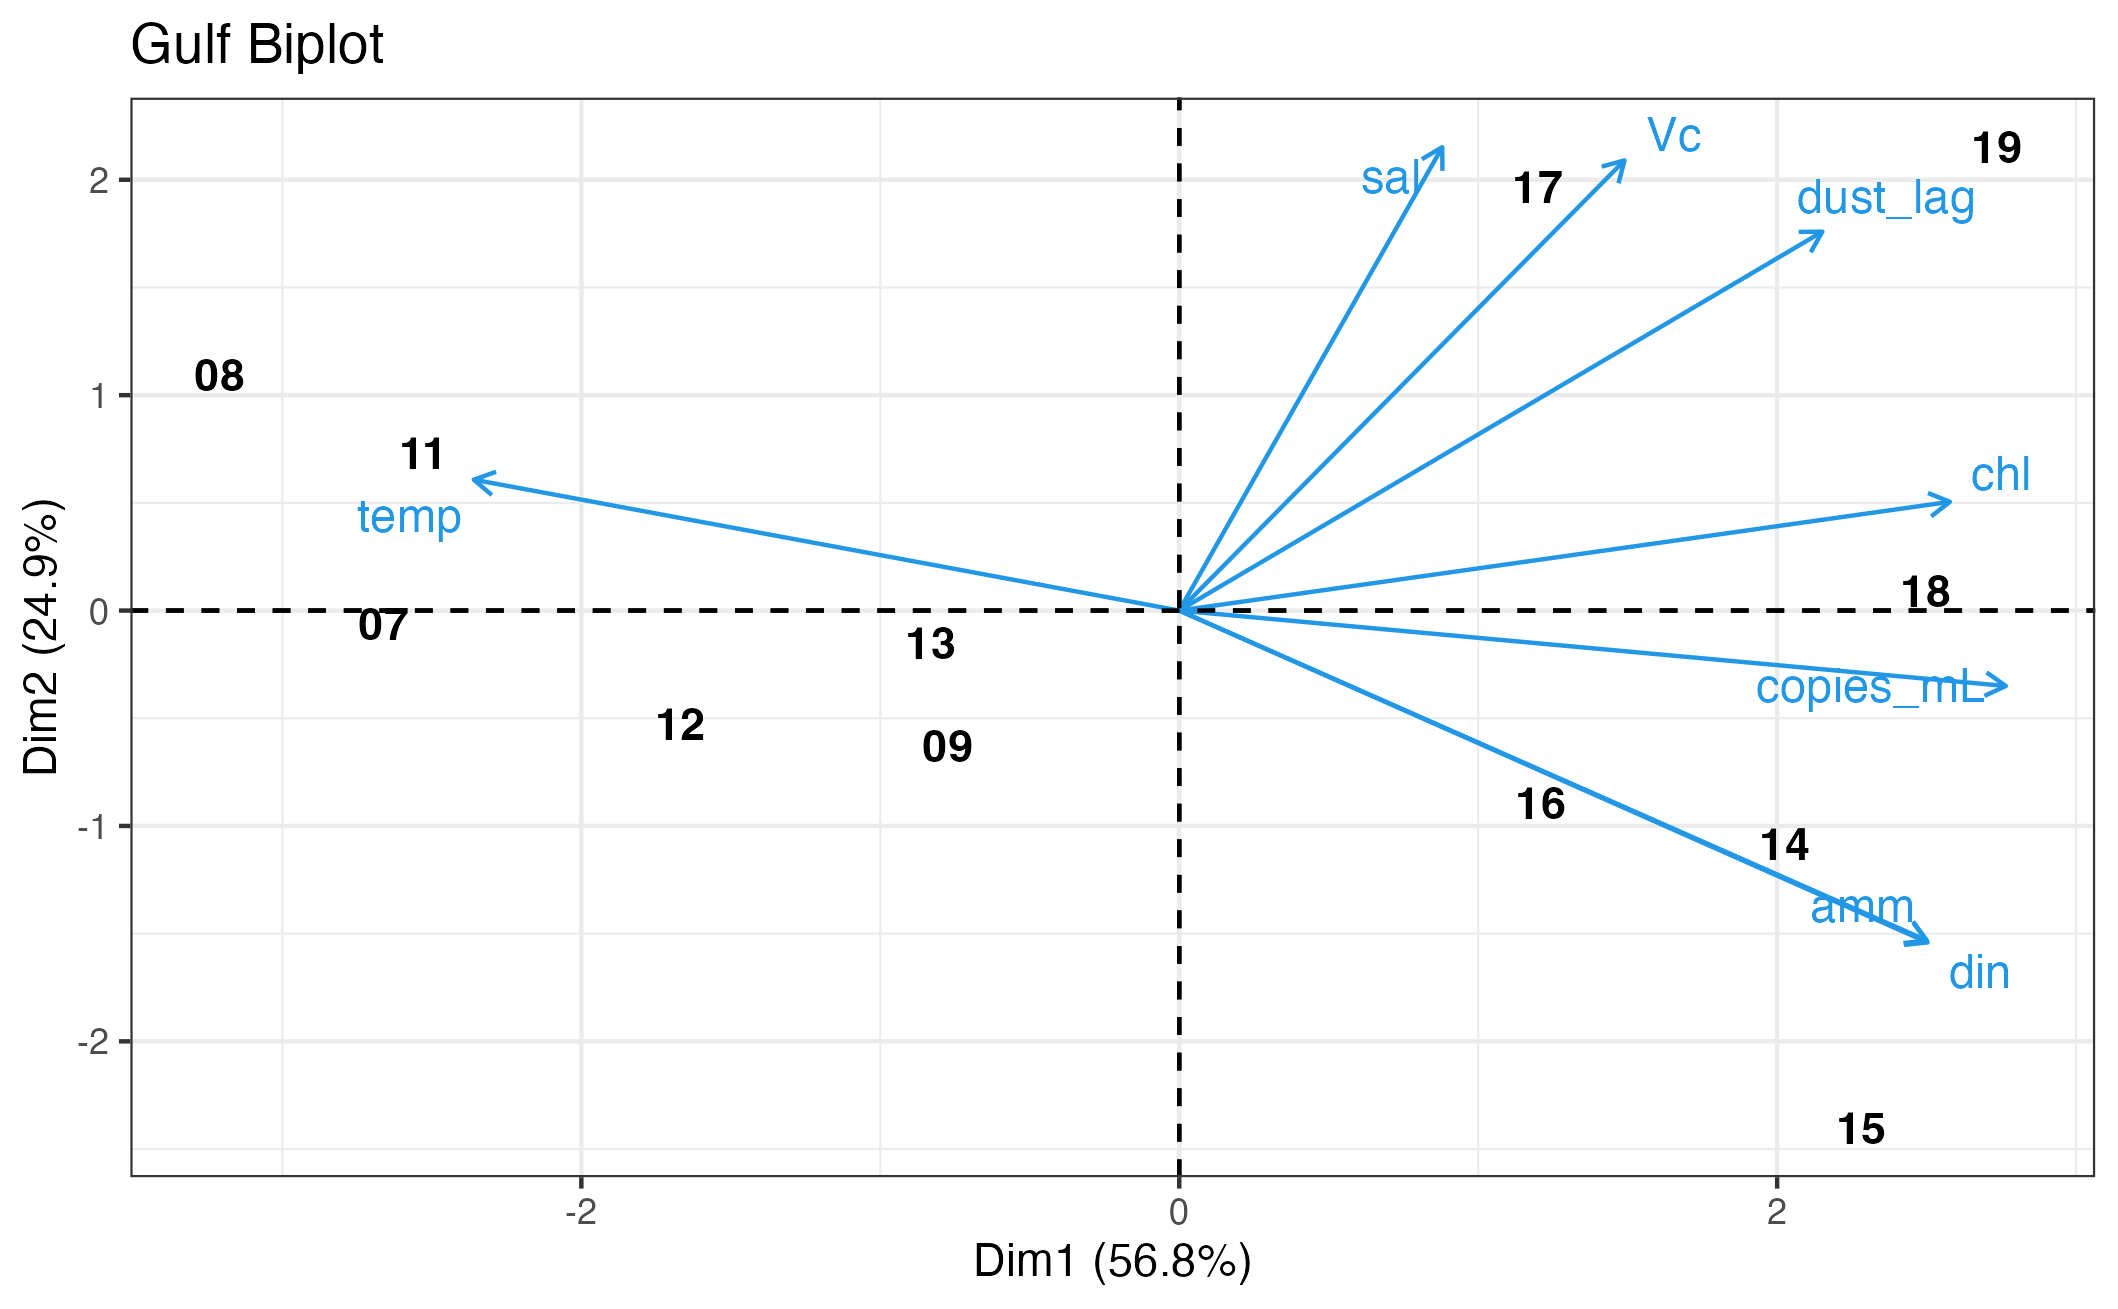 Gulf Biplot
Vc
19
sal
17
dust_lag
2
08
1
11
chl
temp
18
0
07
13
copies_mL
12
09
16
-1
14
amm
din
-2
15
-2
0
2
Dim1 (56.8%)
Dim2 (24.9%)